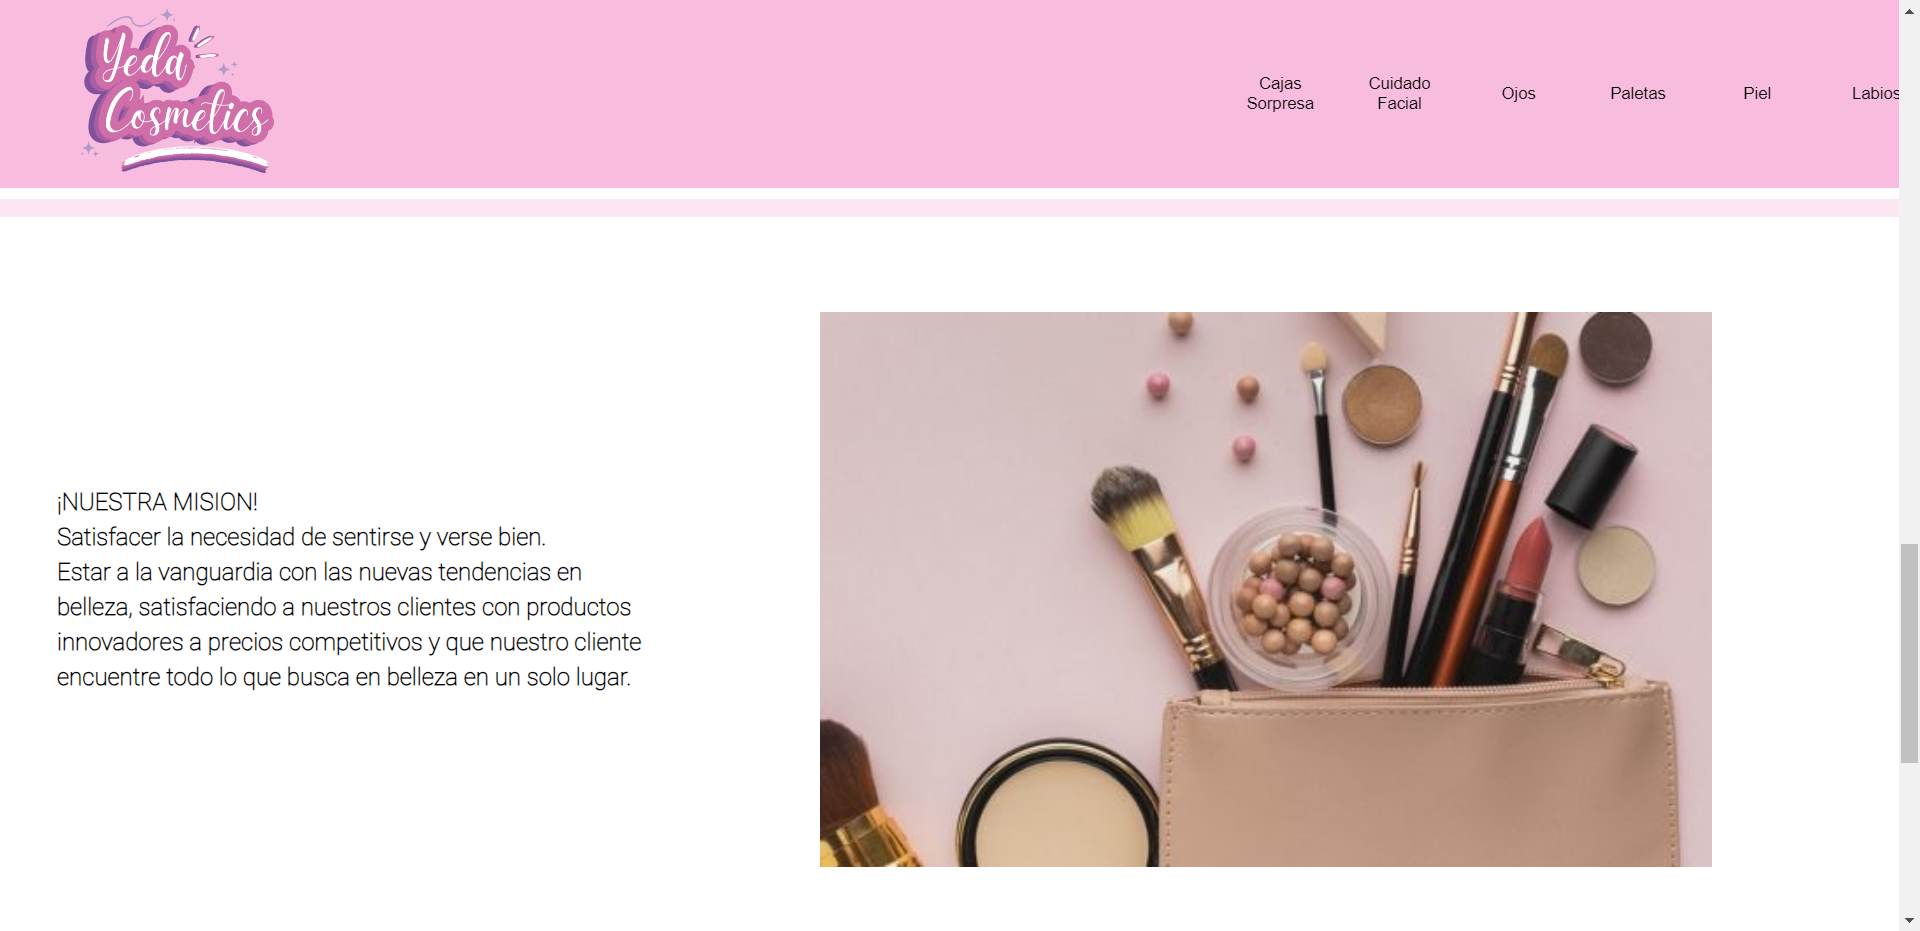 Yeda
Cosmetics
Cajas
Sorpresa
Cuidado
Facial
Ojos
Paletas
Piel
Labios
¡NUESTRA MISION!
Satisfacer la necesidad de sentirse y verse bien.
Estar a la vanguardia con las nuevas tendencias en
belleza, satisfaciendo a nuestros clientes con productos
innovadores a precios competitivos y que nuestro cliente
encuentre todo lo que busca en belleza en un solo lugar.